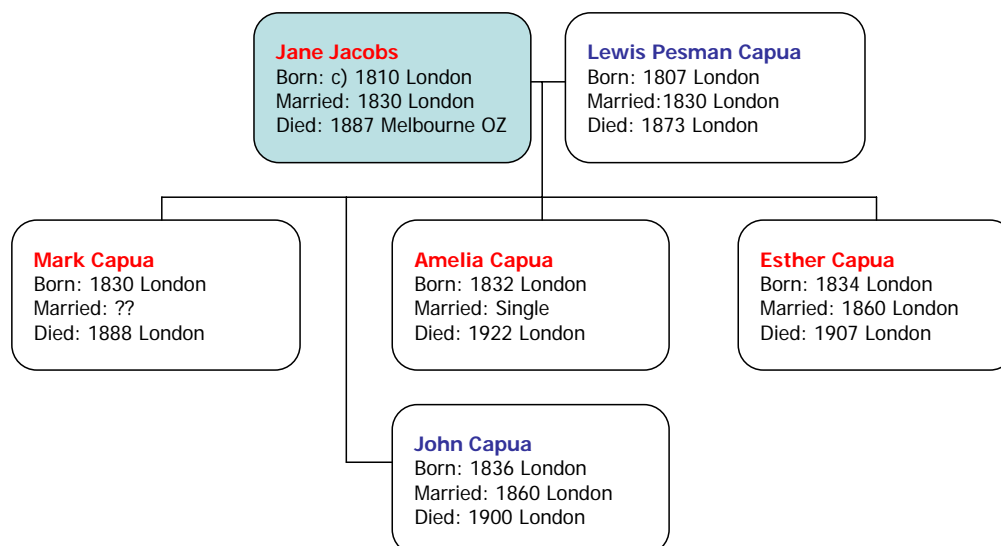 Jane Jacobs
Born: c) 1810 London
Married: 1830 London
Died: 1887 Melbourne OZ
Lewis Pesman Capua
Born: 1807 London
Married:1830 London
Died: 1873 London
Mark Capua
Born: 1830 London
Married: ??
Died: 1888 London
Amelia Capua
Born: 1832 London
Married: Single
Died: 1922 London
Esther Capua
Born: 1834 London
Married: 1860 London
Died: 1907 London
John Capua
Born: 1836 London
Married: 1860 London
Died: 1900 London